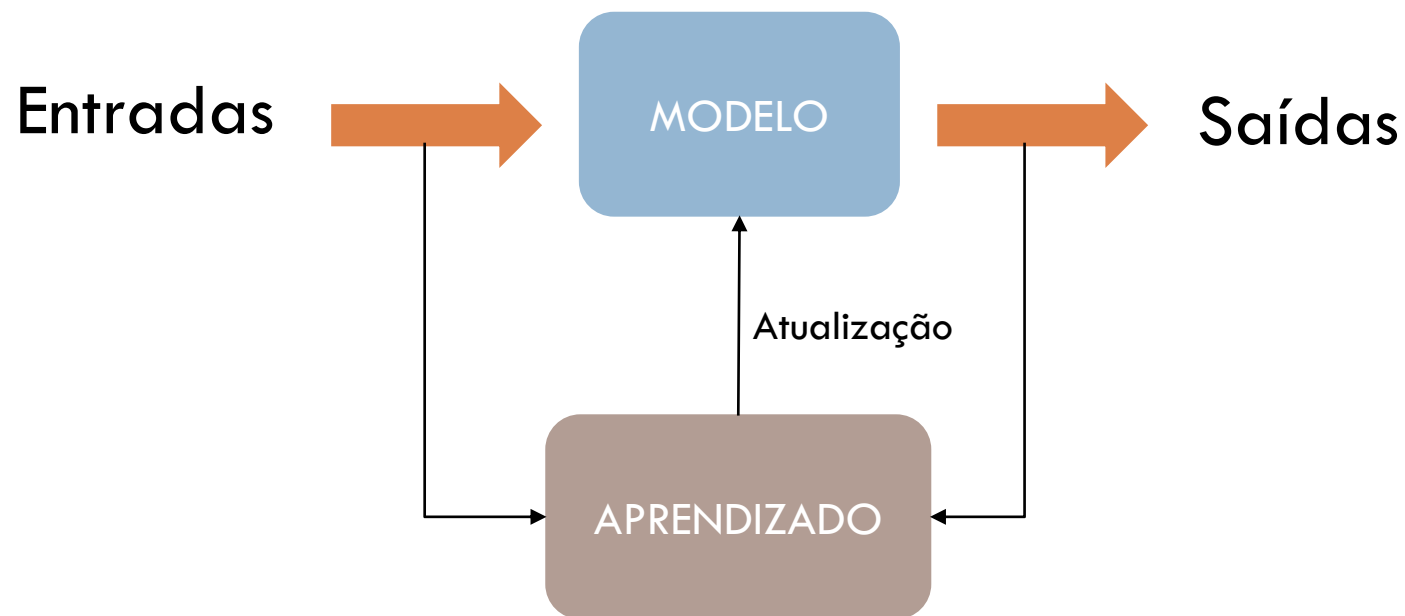 Entradas
MODELO
Saídas
Atualização
APRENDIZADO